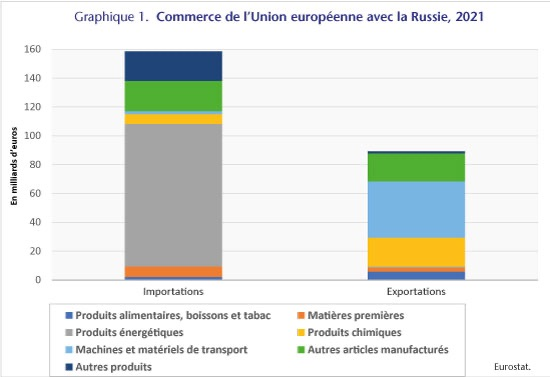 Graphique 1. Commerce de l’Union européenne avec la Russie, 2021
En milliards d’euros
160
140
120
100
80
60
40
20
0
Importations Exportations
Produits alimentaires, boissons et tabac Matières premières
Produits énergétiques Produits chimiques
Machines et matériels de transport Autres articles manufacturés
Autres produits
Eurostat.